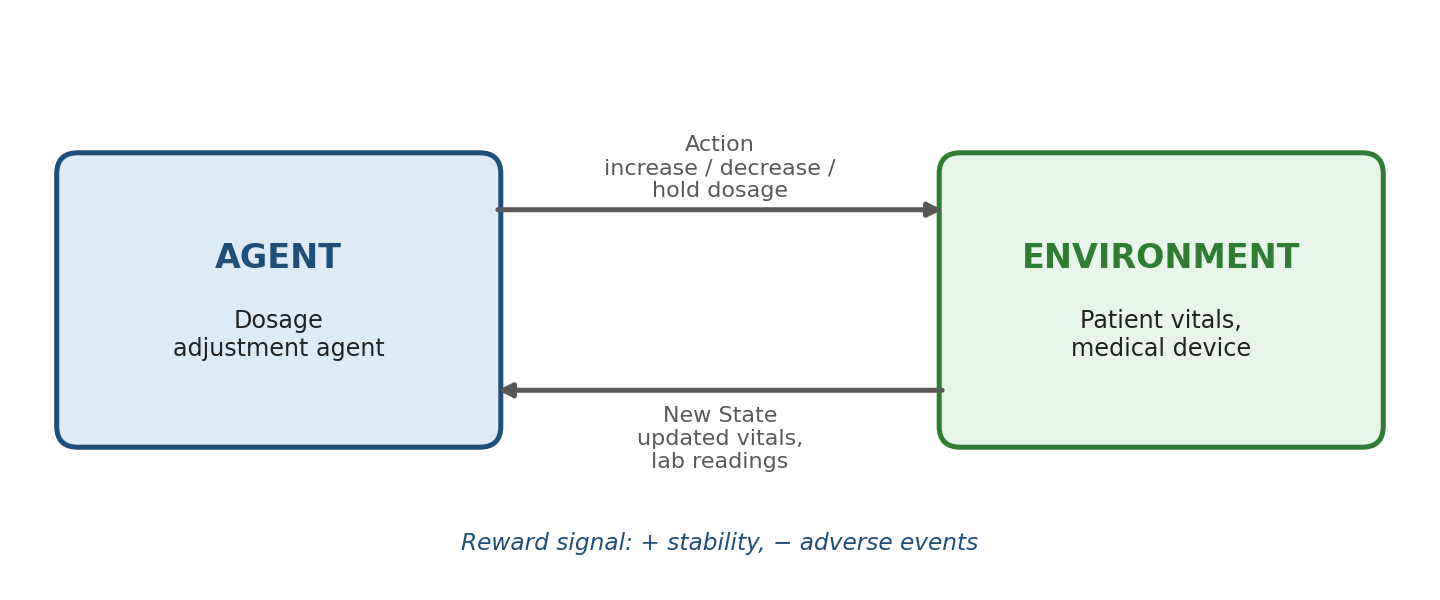 Action
increase / decrease /
hold dosage
AGENT
Dosage
adjustment agent
ENVIRONMENT
Patient vitals,
medical device
New State
updated vitals,
lab readings
Reward signal: + stability, − adverse events